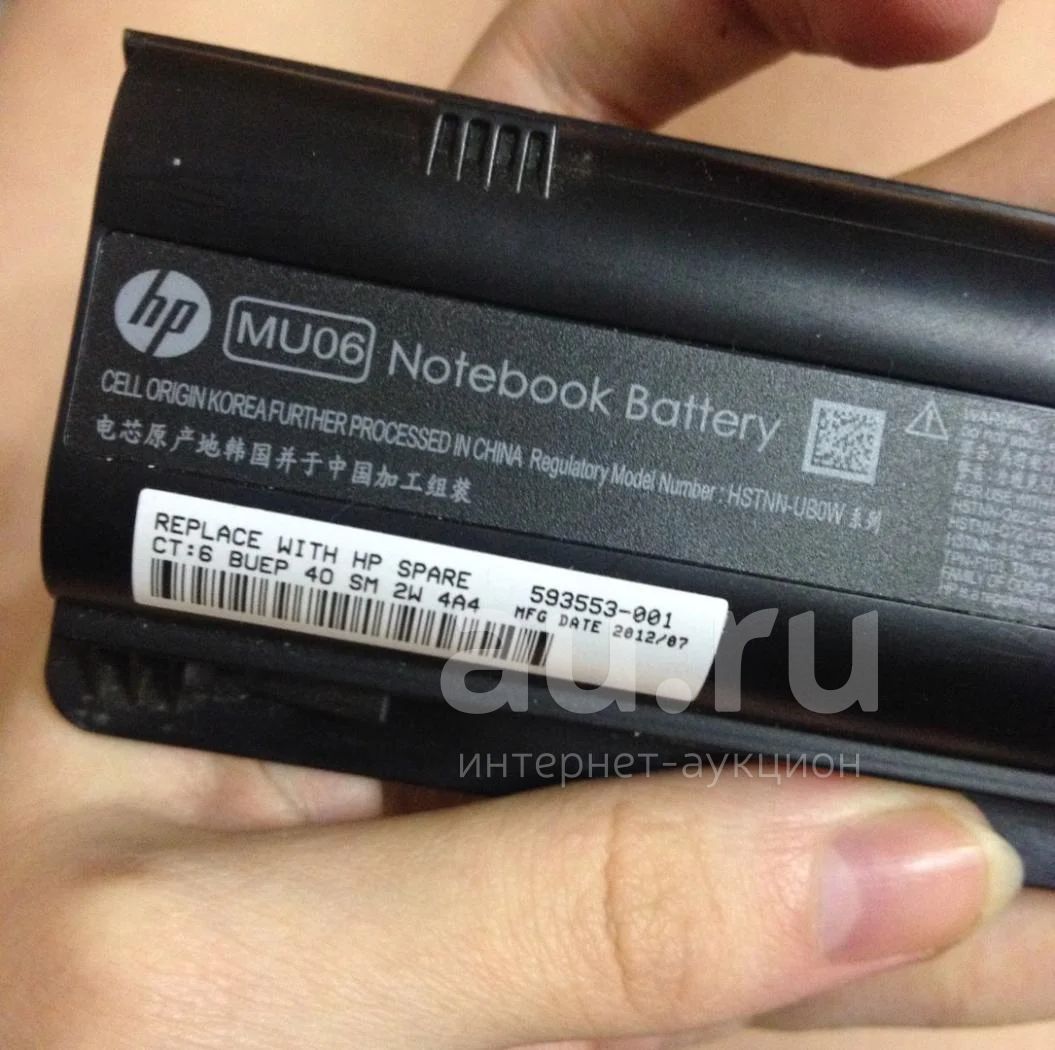 hp MU06 Notebook Battery
CELL ORIGIN KOREA FURTHER PROCESSED IN CHINA Regulatory Model Number : HSTNN-UB0W 系列
电芯原产地韩国并于中国加工组装
WARNING
REPLACE WITH HP SPARE 593553-001
CT:6 BUEP 40 SM 2W 4A4 MFG DATE 2012/07
au.ru
интернет-аукцион